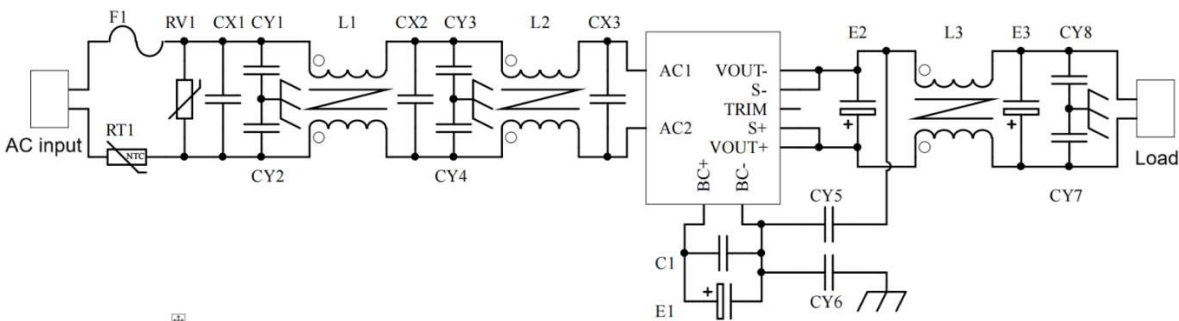 F1
RV1 CX1 CY1 L1 CX2 CY3 L2 CX3
E2 L3 E3 CY8
AC1 VOUT-
S-
TRIM
AC2 S+
VOUT+
BC+ BC-
+
+
RT1
NTC
AC input
CY2
CY4
Load
CY7
CY5
C1
+
E1
CY6